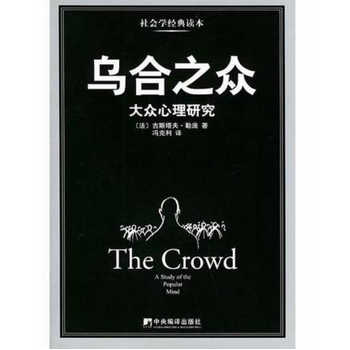 社会学经典读本
乌合之众
大众心理研究
（法）古斯塔夫·勒庞 著
冯克利 译
The Crowd
A Study of the
Popular
Mind
中央编译出版社